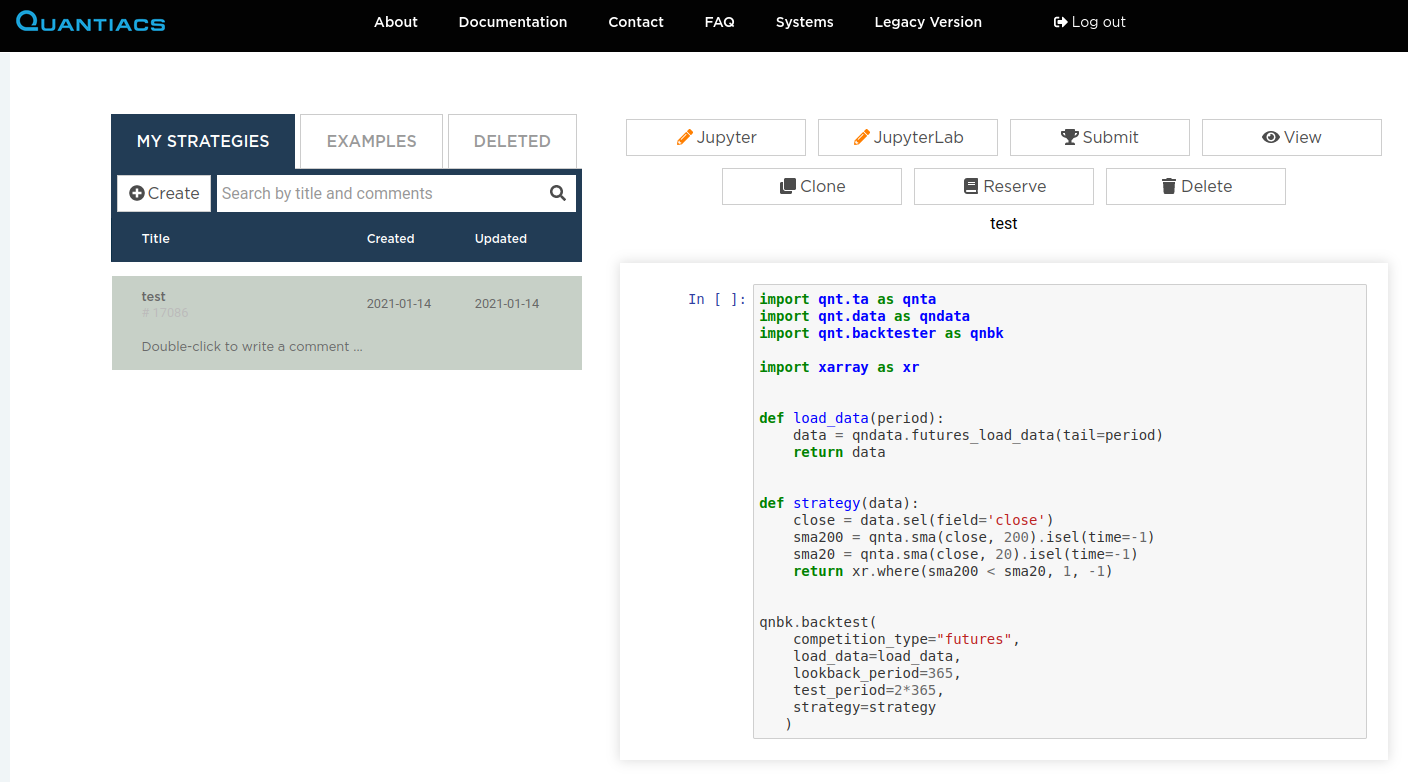 QUANTIACS
About Documentation Contact FAQ Systems Legacy Version Log out
MY STRATEGIES EXAMPLES DELETED
Create Search by title and comments
Title Created Updated
test 2021-01-14 2021-01-14
# 17086
Double-click to write a comment ...
Jupyter JupyterLab Submit View
Clone Reserve Delete
test
In [ ]: import qnt.ta as qnta
import qnt.data as qndata
import qnt.backtester as qnbk
import xarray as xr
def load_data(period):
    data = qndata.futures_load_data(tail=period)
    return data
def strategy(data):
    close = data.sel(field='close')
    sma200 = qnta.sma(close, 200).isel(time=-1)
    sma20 = qnta.sma(close, 20).isel(time=-1)
    return xr.where(sma200 < sma20, 1, -1)
qnbk.backtest(
    competition_type="futures",
    load_data=load_data,
    lookback_period=365,
    test_period=2*365,
    strategy=strategy
   )